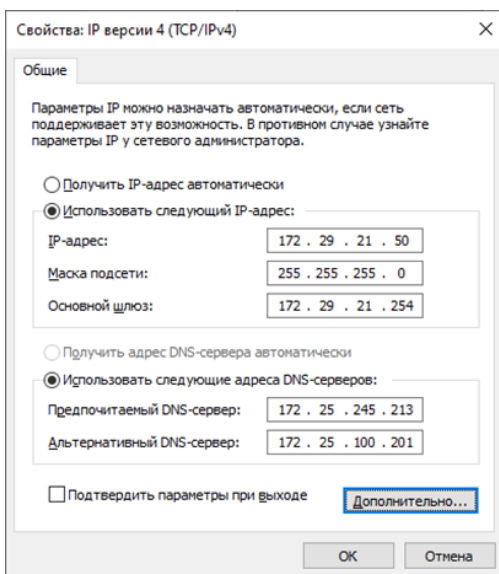 Свойства: IP версии 4 (TCP/IPv4)
Общие
Параметры IP можно назначать автоматически, если сеть
поддерживает эту возможность. В противном случае узнайте
параметры IP у сетевого администратора.
Получить IP-адрес автоматически
Использовать следующий IP-адрес:
IP-адрес: 172 . 29 . 21 . 50
Маска подсети: 255 . 255 . 255 . 0
Основной шлюз: 172 . 29 . 21 . 254
Получить адрес DNS-сервера автоматически
Использовать следующие адреса DNS-серверов:
Предпочитаемый DNS-сервер: 172 . 25 . 245 . 213
Альтернативный DNS-сервер: 172 . 25 . 100 . 201
Подтвердить параметры при выходе Дополнительно...
ОК Отмена